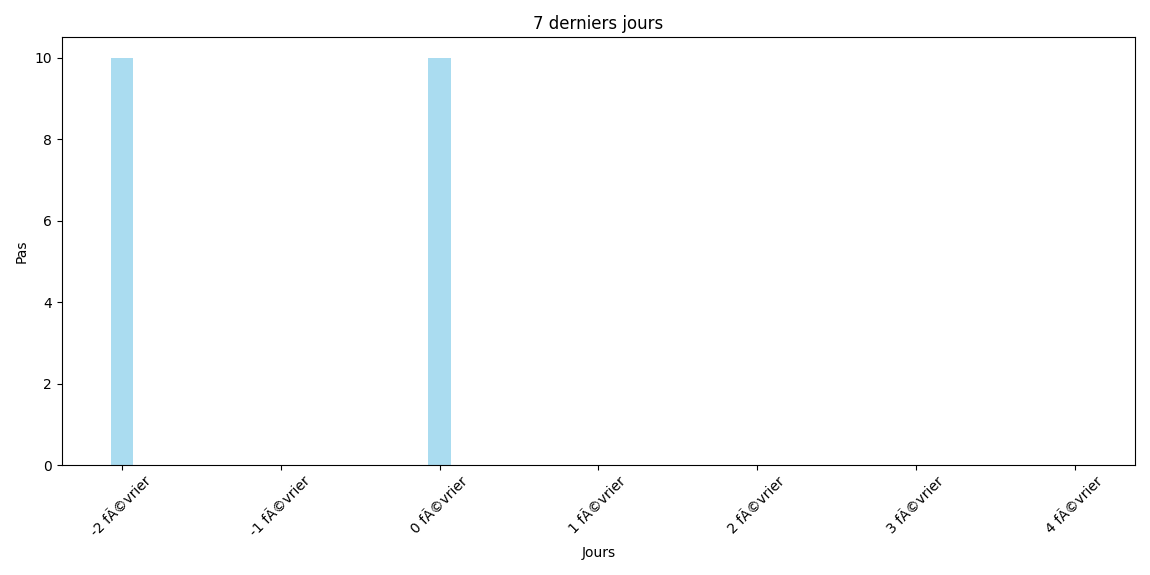 7 derniers jours
Pas
10
8
6
4
2
0
-2 fÃ©vrier
-1 fÃ©vrier
0 fÃ©vrier
1 fÃ©vrier
2 fÃ©vrier
3 fÃ©vrier
4 fÃ©vrier
Jours